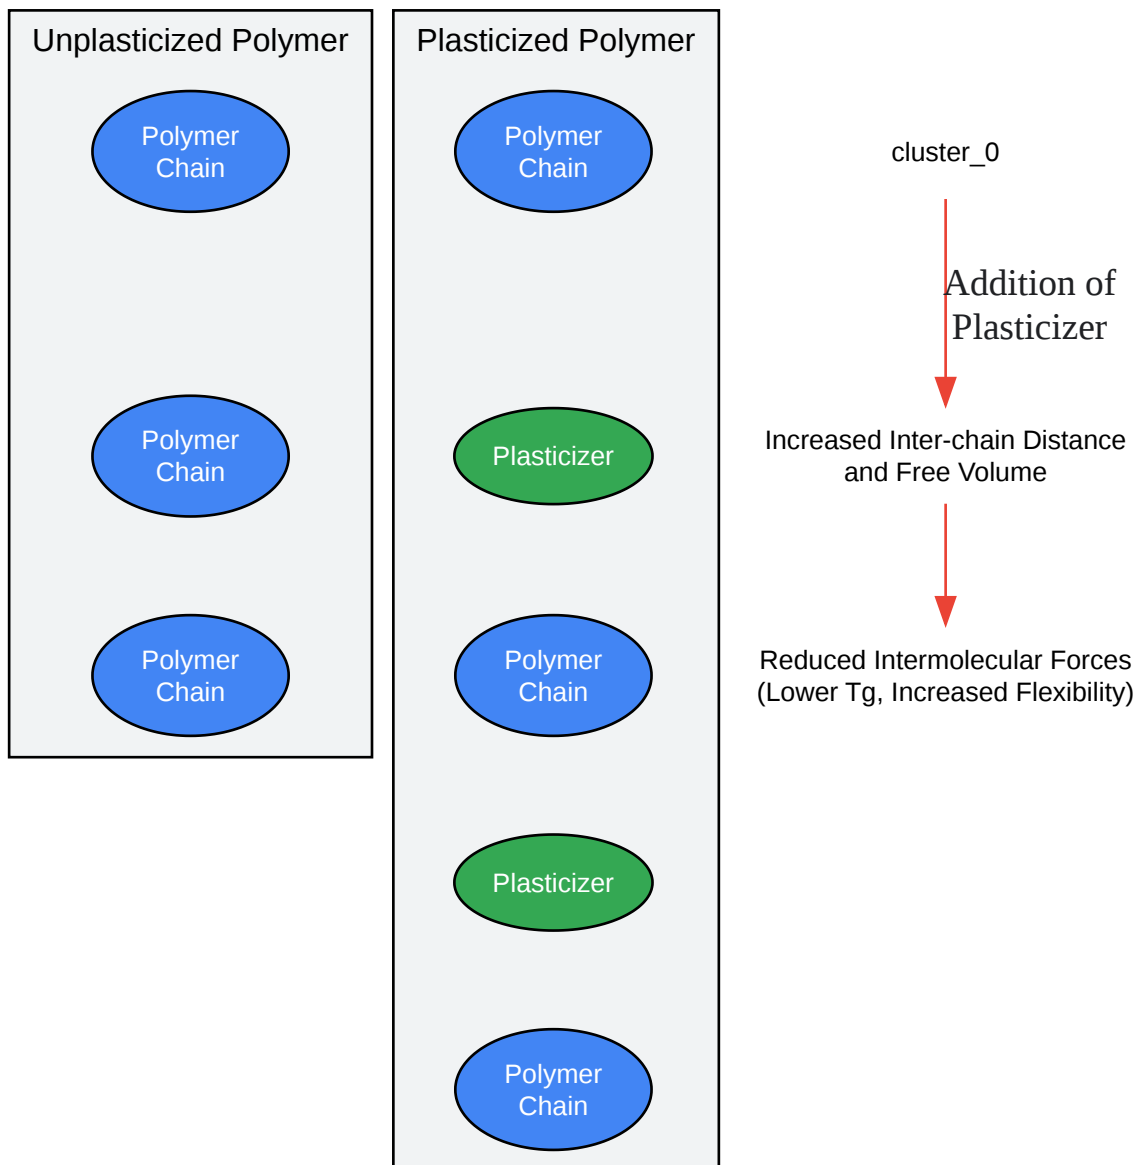 Unplasticized Polymer
Polymer
Chain
Polymer
Chain
Polymer
Chain
Plasticized Polymer
Polymer
Chain
Plasticizer
Polymer
Chain
Plasticizer
Polymer
Chain
cluster_0
Addition of
Plasticizer
Increased Inter-chain Distance
and Free Volume
Reduced Intermolecular Forces
(Lower Tg, Increased Flexibility)